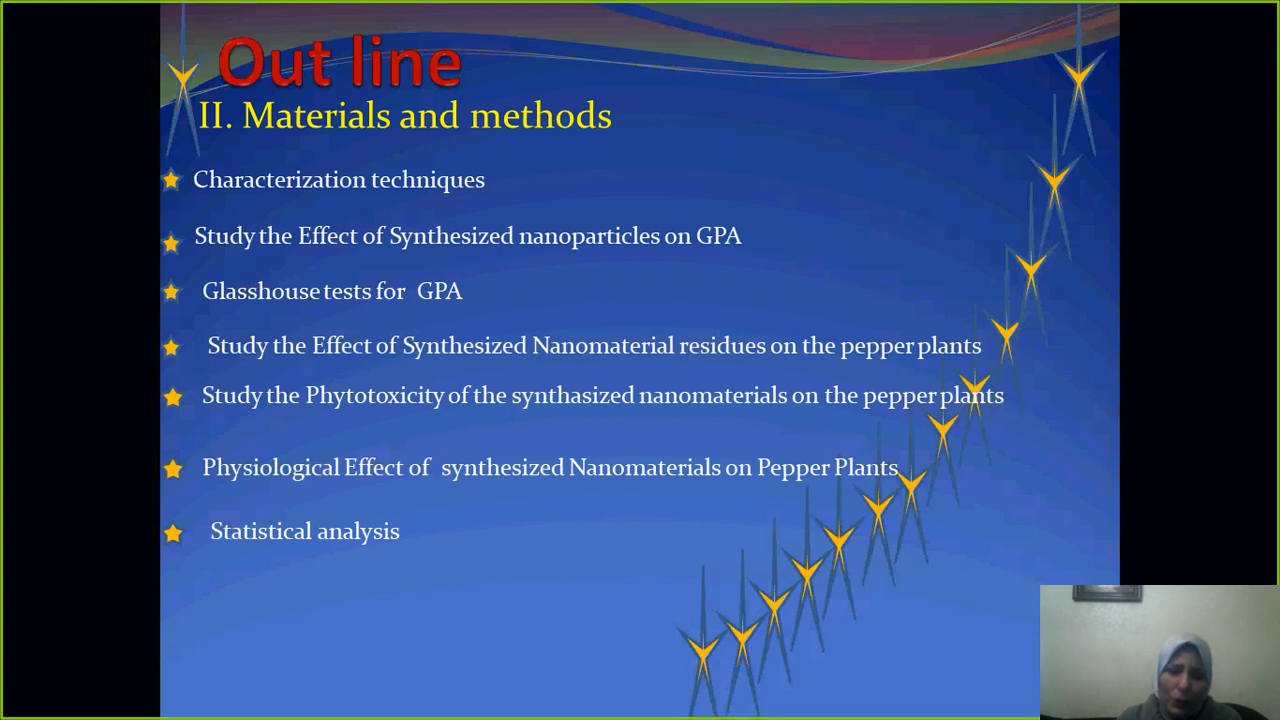 Out line
II. Materials and methods
Characterization techniques
Study the Effect of Synthesized nanoparticles on GPA
Glasshouse tests for GPA
Study the Effect of Synthesized Nanomaterial residues on the pepper plants
Study the Phytotoxicity of the synthasized nanomaterials on the pepper plants
Physiological Effect of synthesized Nanomaterials on Pepper Plants
Statistical analysis